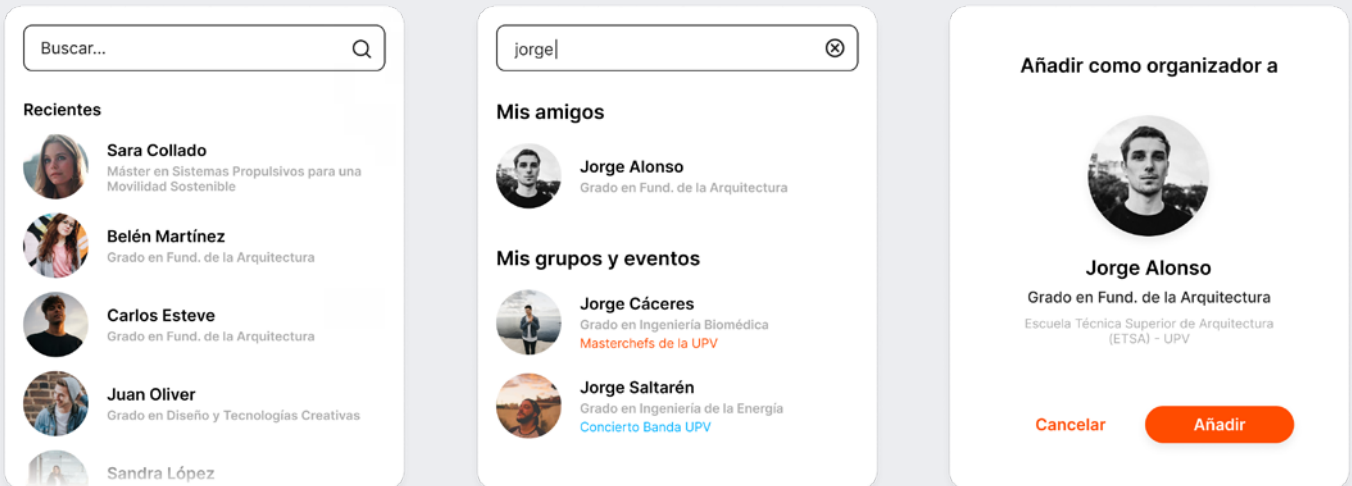 Buscar...
Recientes
Sara Collado
Máster en Sistemas Propulsivos para una
Movilidad Sostenible
Belén Martínez
Grado en Fund. de la Arquitectura
Carlos Esteve
Grado en Fund. de la Arquitectura
Juan Oliver
Grado en Diseño y Tecnologías Creativas
Sandra López
jorge
Mis amigos
Jorge Alonso
Grado en Fund. de la Arquitectura
Mis grupos y eventos
Jorge Cáceres
Grado en Ingeniería Biomédica
Masterchefs de la UPV
Jorge Saltarén
Grado en Ingeniería de la Energía
Concierto Banda UPV
Añadir como organizador a
Jorge Alonso
Grado en Fund. de la Arquitectura
Escuela Técnica Superior de Arquitectura
(ETSA) - UPV
Cancelar
Añadir